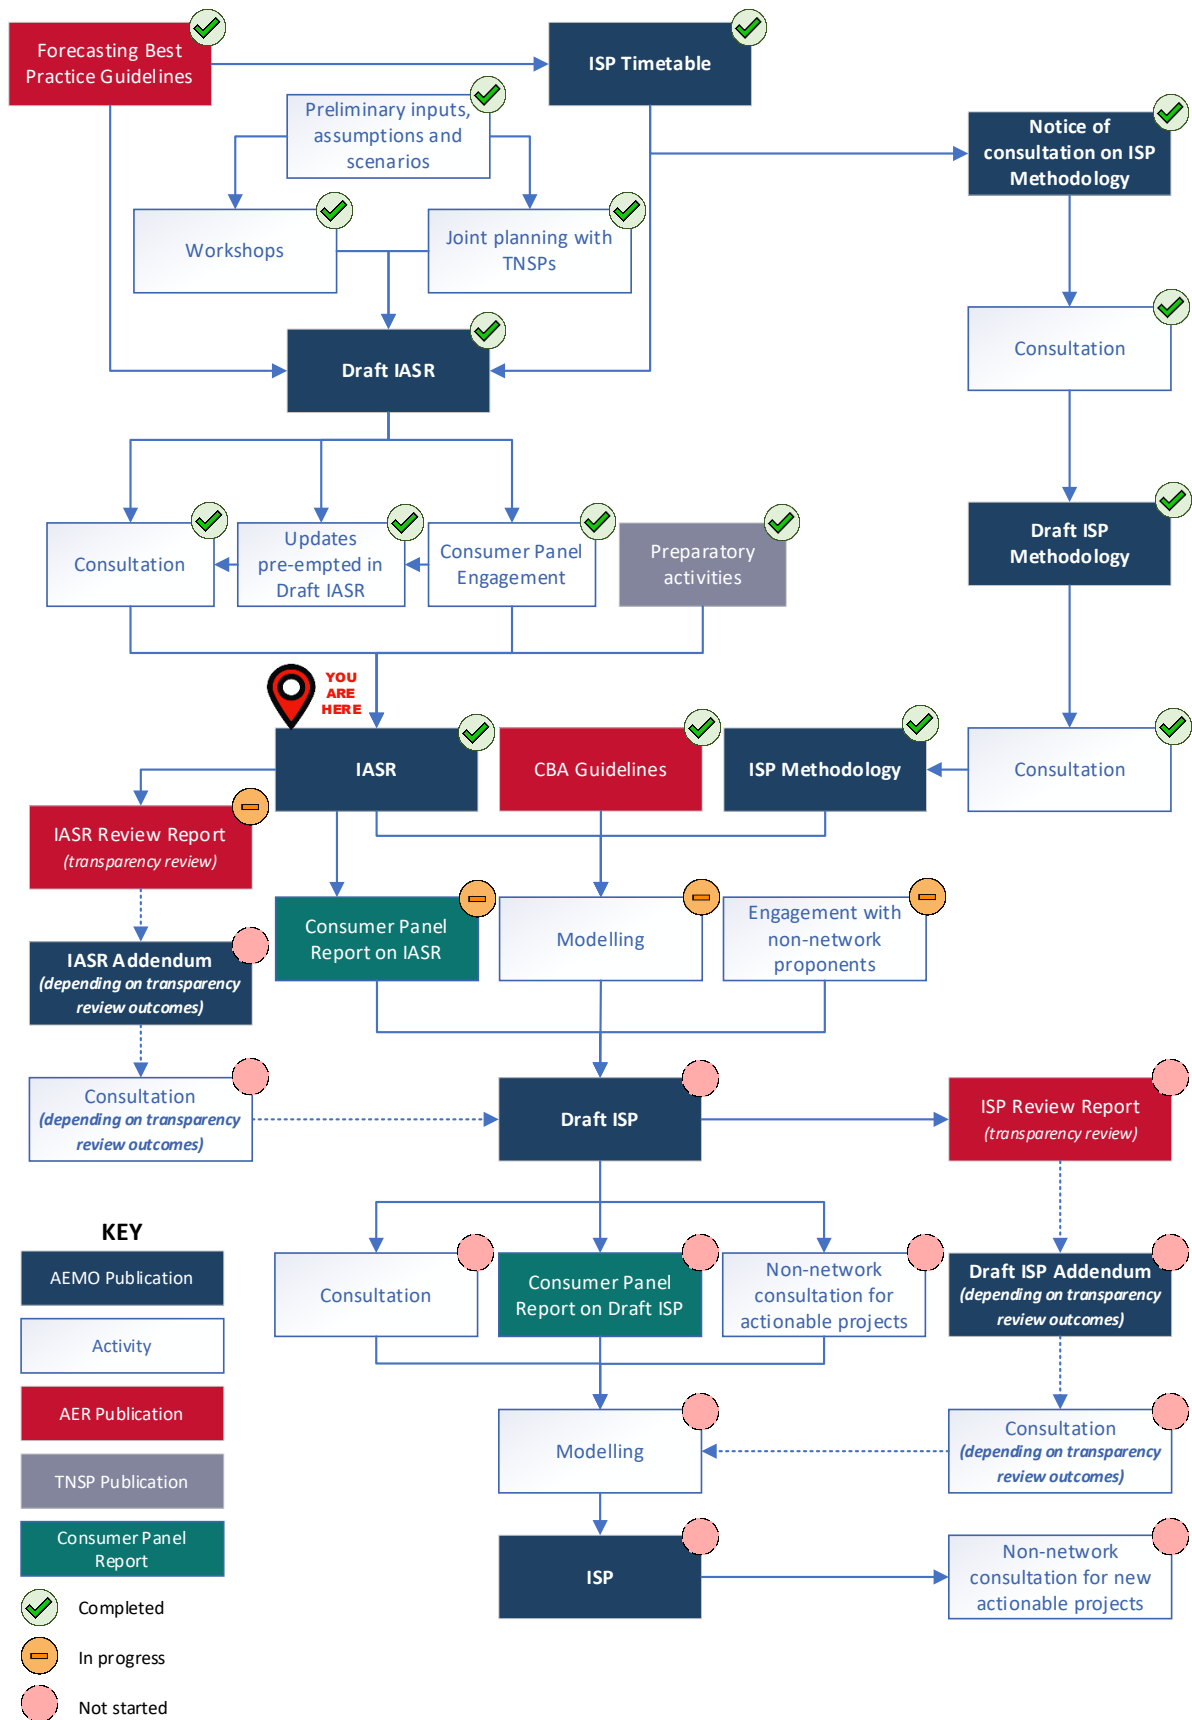 Forecasting Best
Practice Guidelines
ISP Timetable
Preliminary inputs,
assumptions and
scenarios
Notice of
consultation on ISP
Methodology
Workshops
Joint planning with
TNSPs
Consultation
Draft IASR
Draft ISP
Methodology
Consultation
Updates
pre-empted in
Draft IASR
Consumer Panel
Engagement
Preparatory
activities
YOU
ARE
HERE
IASR
CBA Guidelines
ISP Methodology
Consultation
IASR Review Report
(transparency review)
Consumer Panel
Report on IASR
Modelling
Engagement with
non-network
proponents
IASR Addendum
(depending on transparency
review outcomes)
Consultation
(depending on transparency
review outcomes)
Draft ISP
ISP Review Report
(transparency review)
Consultation
Consumer Panel
Report on Draft ISP
Non-network
consultation for
actionable projects
Draft ISP Addendum
(depending on transparency
review outcomes)
Modelling
Consultation
(depending on transparency
review outcomes)
ISP
Non-network
consultation for new
actionable projects
KEY
AEMO Publication
Activity
AER Publication
TNSP Publication
Consumer Panel
Report
Completed
In progress
Not started